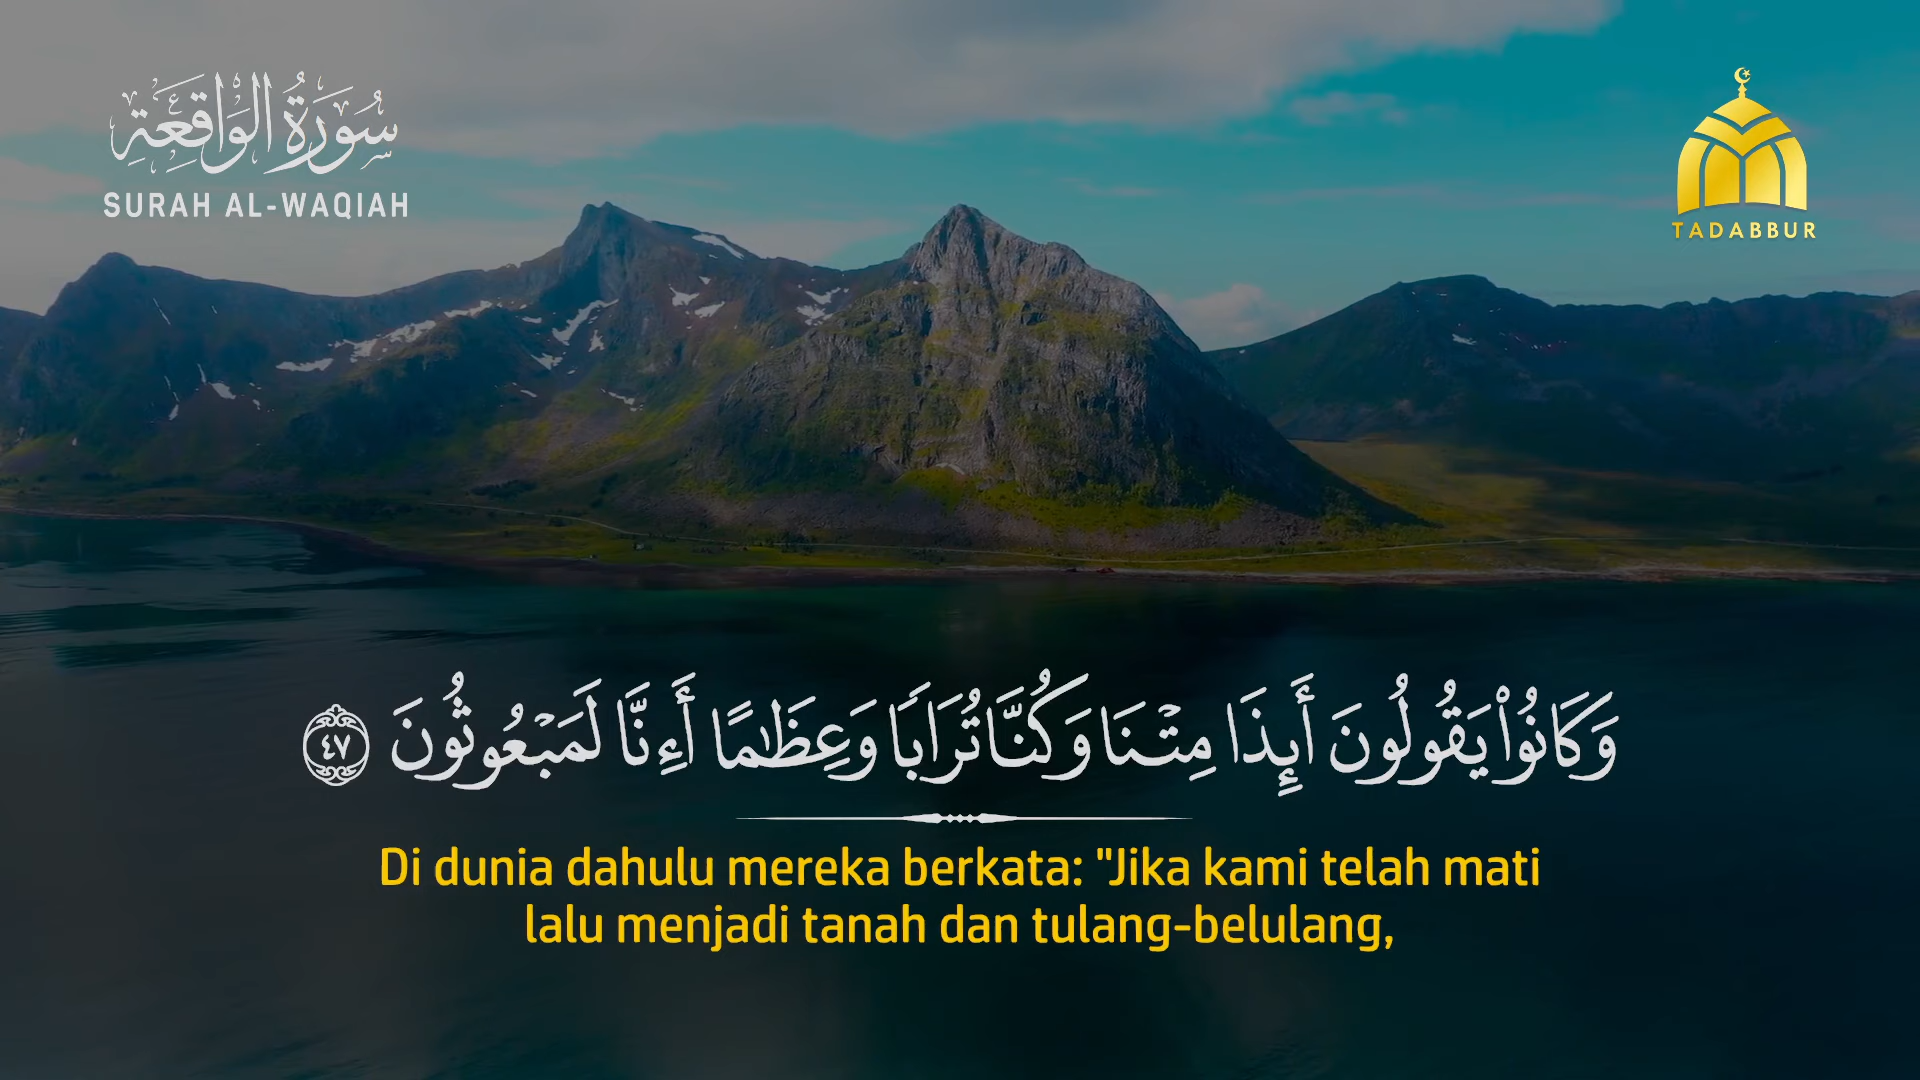 سُورَةُ الْوَاقِعَةِ
SURAH AL-WAQIAH
TADABBUR
وَكَانُوا۟ يَقُولُونَ أَئِذَا مِتْنَا وَكُنَّا تُرَابًا وَعِظَٰمًا أَءِنَّا لَمَبْعُوثُونَ ٤٧
Di dunia dahulu mereka berkata: "Jika kami telah mati
lalu menjadi tanah dan tulang-belulang,